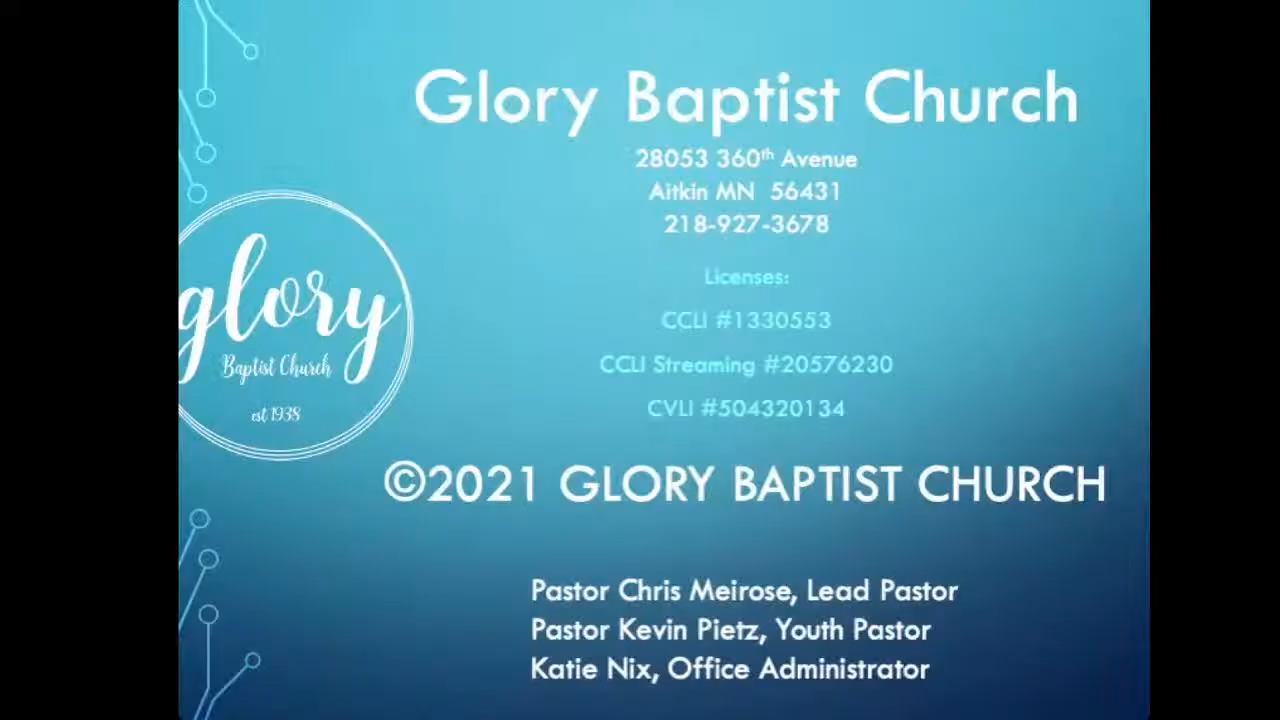 Glory Baptist Church
28053 360th Avenue
Aitkin MN 56431
218-927-3678
Licenses:
CCLI #1330553
CCLI Streaming #20576230
CVLI #504320134
glory
Baptist Church
est 1938
©2021 GLORY BAPTIST CHURCH
Pastor Chris Meirose, Lead Pastor
Pastor Kevin Pietz, Youth Pastor
Katie Nix, Office Administrator